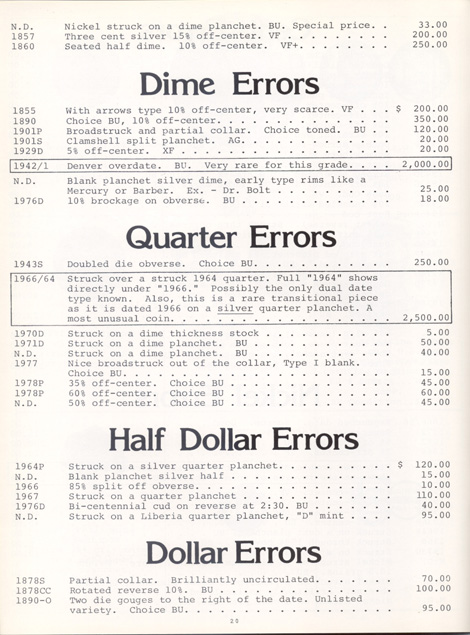 N.D. Nickel struck on a dime planchet. BU. Special price. . 33.00
1857 Three cent silver 15% off-center. VF . . . . . . . . . 200.00
1860 Seated half dime. 10% off-center. VF+. . . . . . . . 250.00
Dime Errors
1855 With arrows type 10% off-center, very scarce. VF . . . $ 200.00
1890 Choice BU, 10% off-center. . . . . . . . . . . . . . . 350.00
1901P Broadstruck and partial collar. Choice toned. BU . . 120.00
1901S Clamshell split planchet. AG. . . . . . . . . . . . . 20.00
1929D 5% off-center. XF . . . . . . . . . . . . . . . . . . 20.00
1942/1 Denver overdate. BU. Very rare for this grade. . . . 2,000.00
N.D. Blank planchet silver dime, early type rims like a
Mercury or Barber. Ex. - Dr. Bolt . . . . . . . . . . 25.00
1976D 10% brockage on obverse. BU . . . . . . . . . . . . . 18.00
Quarter Errors
1943S Doubled die obverse. Choice BU. . . . . . . . . . . . 250.00
1966/64 Struck over a struck 1964 quarter. Full "1964" shows
directly under "1966." Possibly the only dual date
type known. Also, this is a rare transitional piece
as it is dated 1966 on a silver quarter planchet. A
most unusual coin. . . . . . . . . . . . . . . . . . . 2,500.00
1970D Struck on a dime thickness stock . . . . . . . . . . . 5.00
1971D Struck on a dime planchet. BU . . . . . . . . . . . . 50.00
N.D. Struck on a dime planchet. BU . . . . . . . . . . . . 40.00
1977 Nice broadstruck out of the collar, Type I blank.
Choice BU. . . . . . . . . . . . . . . . . . . . . . . 15.00
1978P 35% off-center. Choice BU . . . . . . . . . . . . . . 45.00
1978P 60% off-center. Choice BU . . . . . . . . . . . . . . 60.00
N.D. 50% off-center. Choice BU . . . . . . . . . . . . . . 45.00
Half Dollar Errors
1964P Struck on a silver quarter planchet. . . . . . . . . . $ 120.00
N.D. Blank planchet silver half . . . . . . . . . . . . . . 15.00
1966 85% split off obverse. . . . . . . . . . . . . . . . . 10.00
1967 Struck on a quarter planchet . . . . . . . . . . . . . 110.00
1976D Bi-centennial cud on reverse at 2:30. BU . . . . . . . 40.00
N.D. Struck on a Liberia quarter planchet, "D" mint . . . . 95.00
Dollar Errors
1878S Partial collar. Brilliantly uncirculated. . . . . . . 70.00
1878CC Rotated reverse 10%. BU . . . . . . . . . . . . . . . 100.00
1890-O Two die gouges to the right of the date. Unlisted
variety. Choice BU. . . . . . . . . . . . . . . . . . 95.00
20